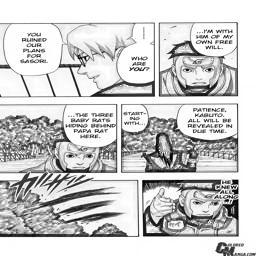 ...I'M WITH
HIM OF MY
OWN FREE
WILL.
WHO
ARE
YOU?
YOU
RUINED
OUR
PLANS
FOR
SASORI.
PATIENCE,
KABUTO.
ALL WILL
BE REVEALED
IN DUE TIME.
START-
ING
WITH...
...THE
THREE BABY
RATS
HIDING BEHIND
PAPA RAT
HERE.
HE
KNEW
ALL
ALONG
COLORED
MANGA.COM